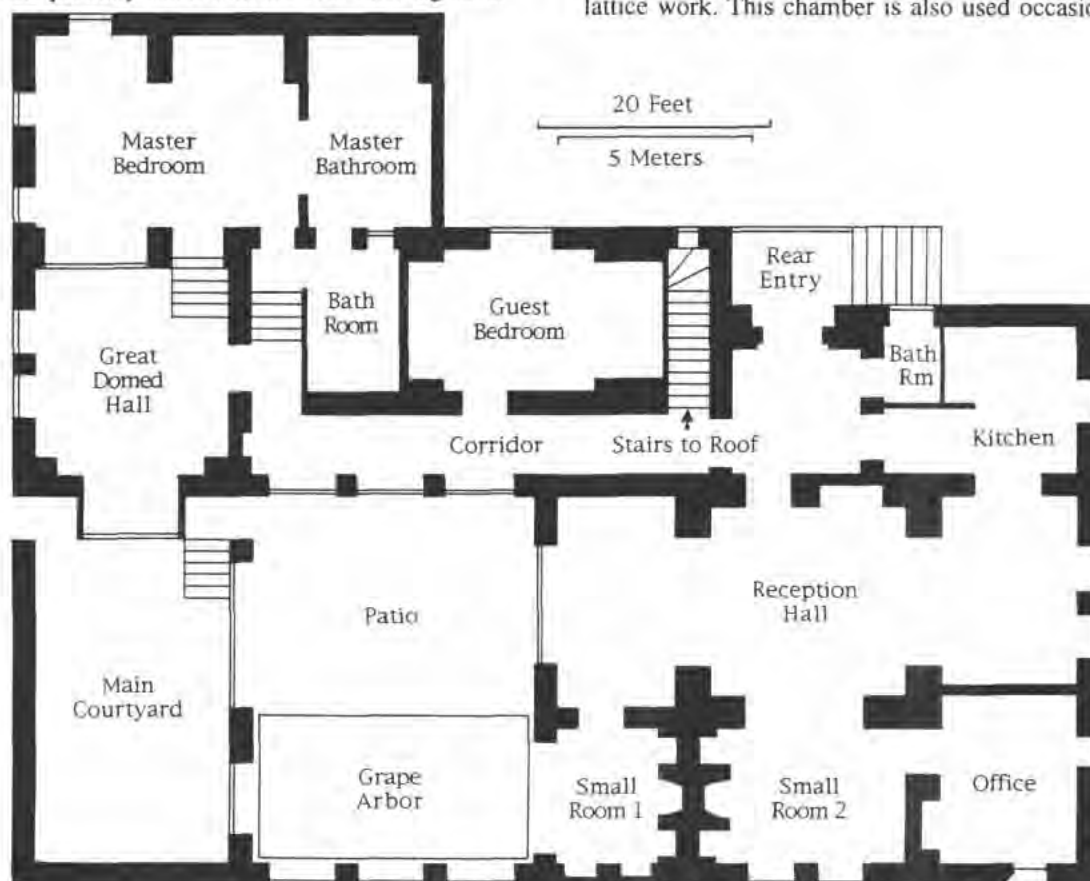 lattice work. This chamber is also used occasio
20 Feet
5 Meters
Master
Bedroom
Master
Bathroom
Rear
Entry
Bath
Room
Guest
Bedroom
Great
Domed
Hall
Bath
Rm
Corridor
Stairs to Roof
Kitchen
Patio
Reception
Hall
Main
Courtyard
Grape
Arbor
Small
Room 1
Small
Room 2
Office